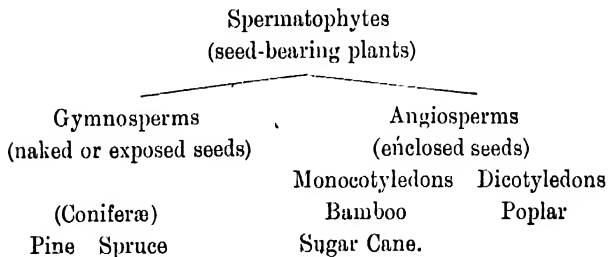 Spermatophytes
(seed-bearing plants)
Gymnosperms Angiosperms
(naked or exposed seeds) (enclosed seeds)
Monocotyledons Dicotyledons
(Coniferæ) Bamboo Poplar
Pine Spruce Sugar Cane.